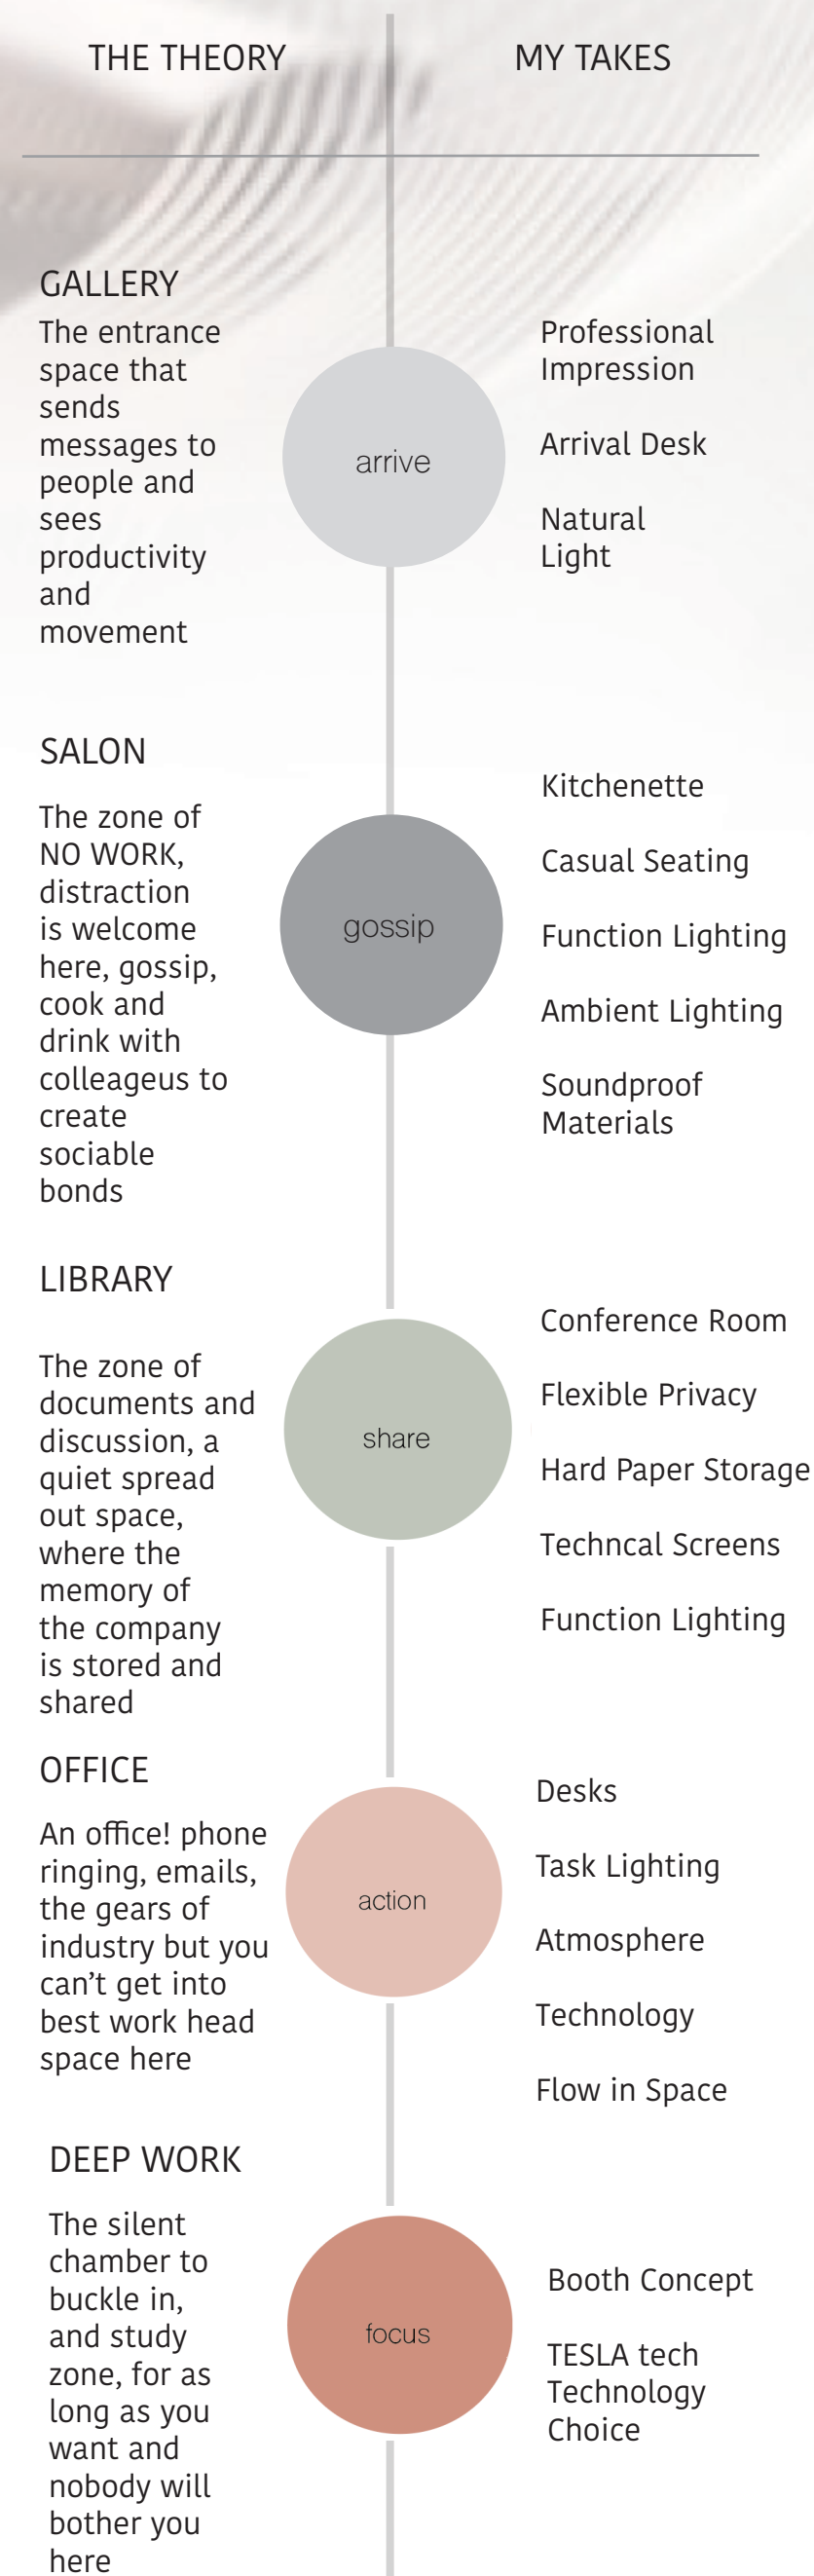 THE THEORY
MY TAKES
GALLERY
The entrance
space that
sends
messages to
people and
sees
productivity
and
movement
arrive
Professional
Impression
Arrival Desk
Natural
Light
SALON
The zone of
NO WORK,
distraction
is welcome
here, gossip,
cook and
drink with
colleageus to
create
sociable
bonds
gossip
Kitchenette
Casual Seating
Function Lighting
Ambient Lighting
Soundproof
Materials
LIBRARY
The zone of
documents and
discussion, a
quiet spread
out space,
where the
memory of
the company
is stored and
shared
share
Conference Room
Flexible Privacy
Hard Paper Storage
Techncal Screens
Function Lighting
OFFICE
An office! phone
ringing, emails,
the gears of
industry but you
can’t get into
best work head
space here
action
Desks
Task Lighting
Atmosphere
Technology
Flow in Space
DEEP WORK
The silent
chamber to
buckle in,
and study
zone, for as
long as you
want and
nobody will
bother you
here
focus
Booth Concept
TESLA tech
Technology
Choice